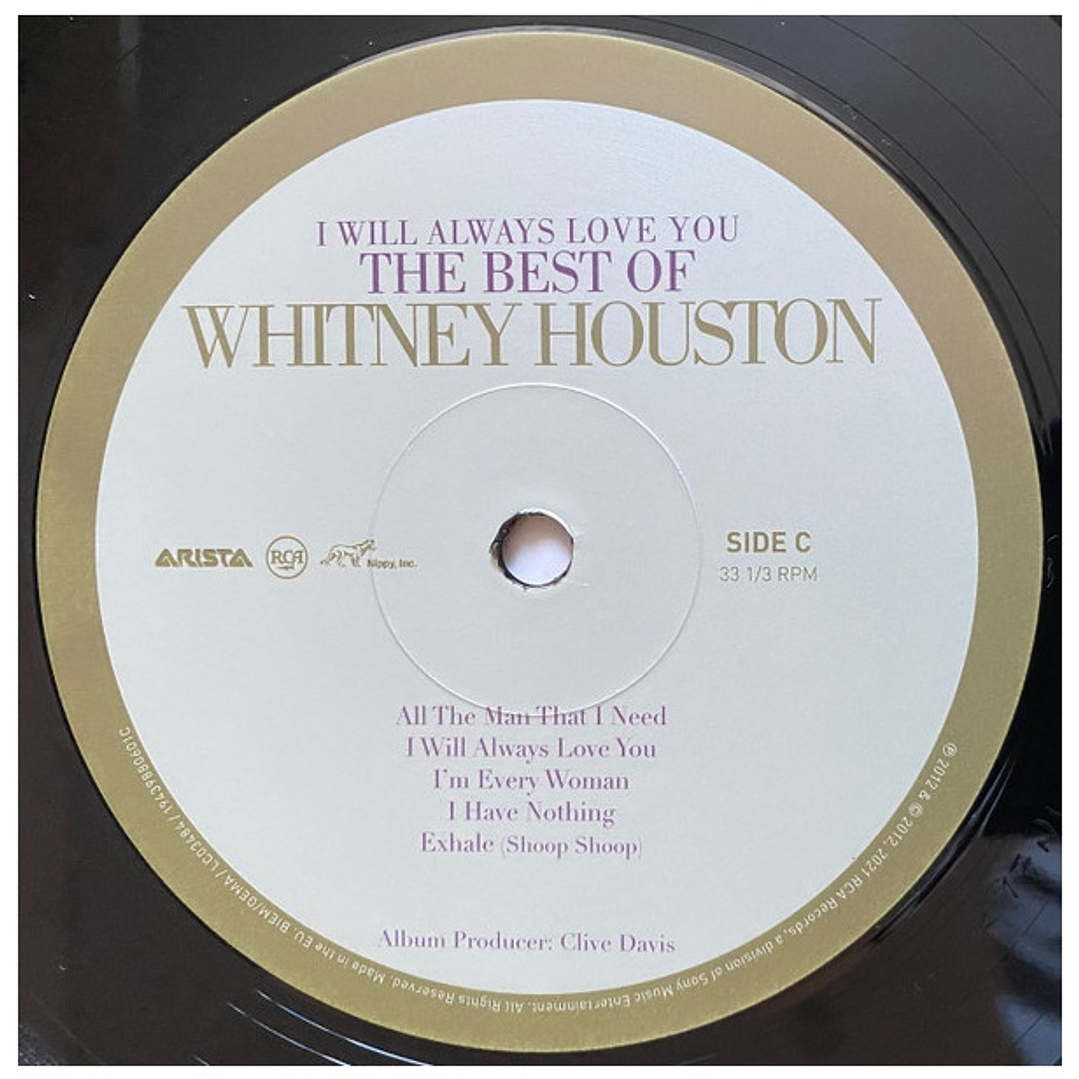 I WILL ALWAYS LOVE YOU
THE BEST OF
WHITNEY HOUSTON
ARISTA
RCA
Nippy, Inc.
SIDE C
33 1/3 RPM
All The Man That I Need
I Will Always Love You
I'm Every Woman
I Have Nothing
Exhale (Shoop Shoop)
Album Producer: Clive Davis
℗ 2012 & © 2012, 2021 RCA Records, a division of Sony Music Entertainment. All Rights Reserved. Made in the EU. BIEM/GEMA / LC03484 / 19439880601C